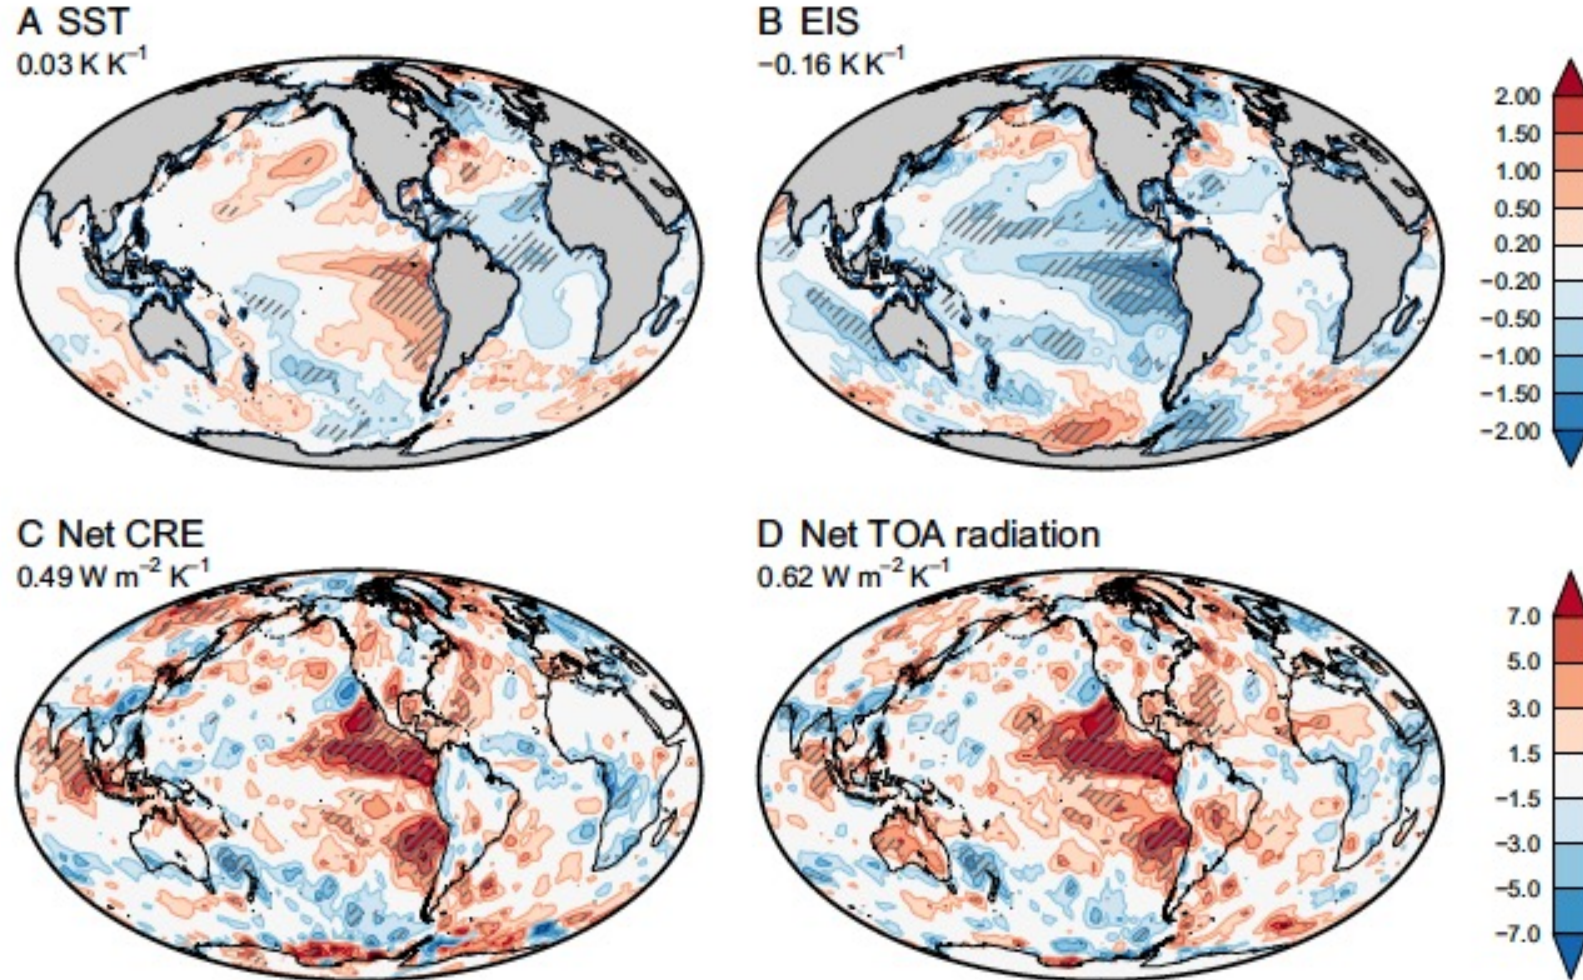 A SST
0.03 K K⁻¹
B EIS
−0.16 K K⁻¹
2.00
1.50
1.00
0.50
0.20
−0.20
−0.50
−1.00
−1.50
−2.00
C Net CRE
0.49 W m⁻² K⁻¹
D Net TOA radiation
0.62 W m⁻² K⁻¹
7.0
5.0
3.0
1.5
−1.5
−3.0
−5.0
−7.0